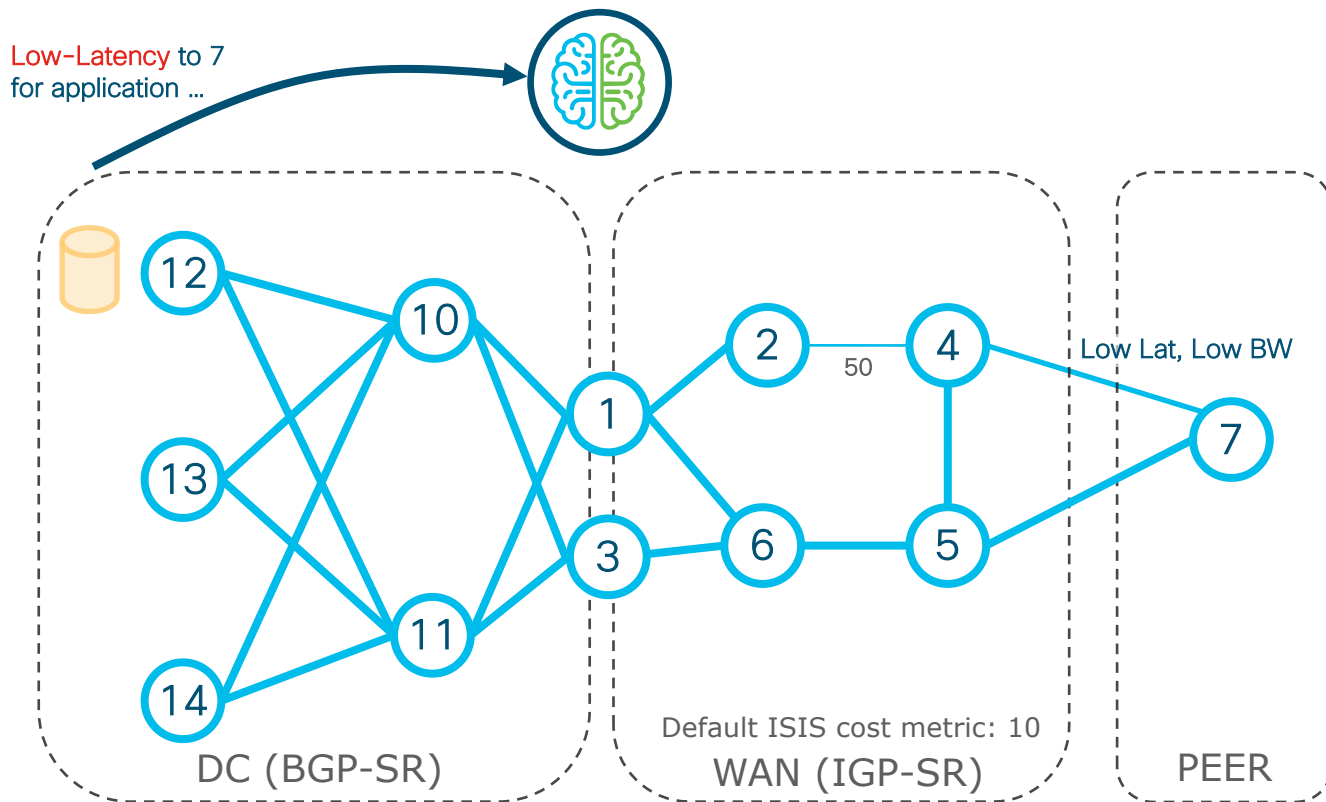 Low-Latency to 7
for application ...
12
10
2
4
50
Low Lat, Low BW
1
7
13
3
6
5
11
14
Default ISIS cost metric: 10
DC (BGP-SR)
WAN (IGP-SR)
PEER